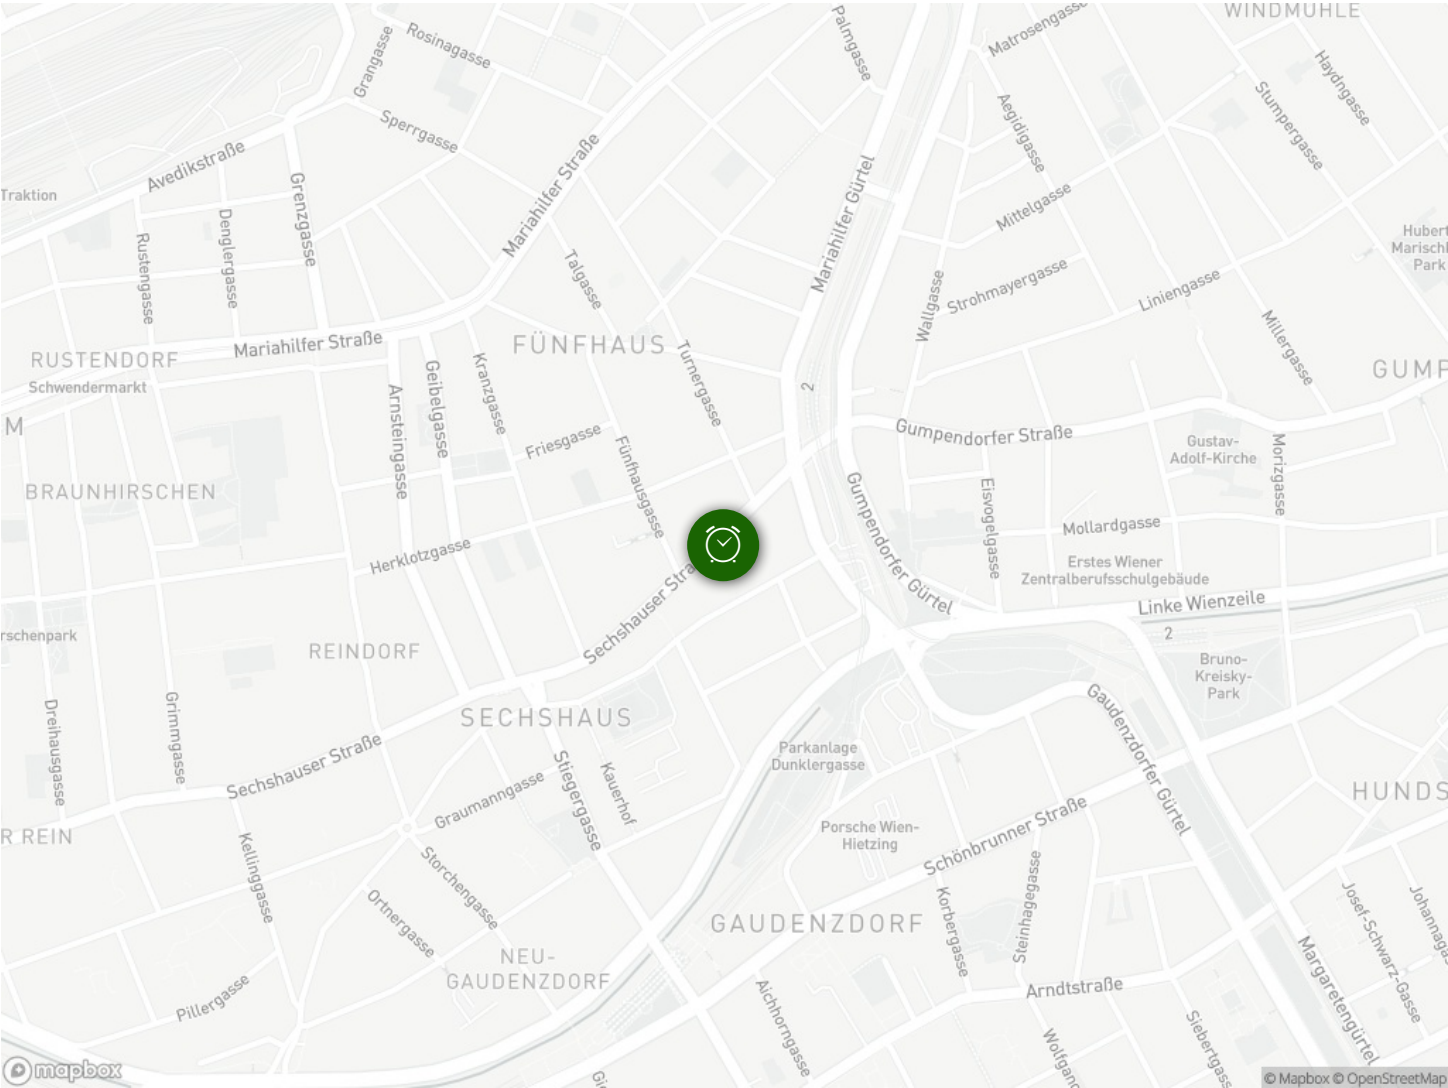 WINDMÜHLE
Rosinagasse
Grangasse
Palmgasse
Matrosengasse
Haydngasse
Stumpergasse
Aegidigasse
Sperrgasse
Avedikstraße
Mariahilfer Straße
Traktion
Grenzgasse
Mariahilfer Gürtel
Mittelgasse
Denglergasse
Rustengasse
Talgasse
Hubert
Marischk
Park
Strohmayergasse
Wallgasse
Liniengasse
Millergasse
Mariahilfer Straße
FÜNFHAUS
RUSTENDORF
Schwendermarkt
Geibelgasse
Kranzgasse
Turnergasse
GUMP
2
Arnsteingasse
M
Friesgasse
Gumpendorfer Straße
Gustav-
Adolf-Kirche
Morizgasse
Fünfhausgasse
BRAUNHIRSCHEN
Eisvogelgasse
Mollardgasse
Gumpendorfer Gürtel
Herklotzgasse
Erstes Wiener
Zentralberufsschulgebäude
Linke Wienzeile
2
Sechshauser Stra
rschenpark
REINDORF
Bruno-
Kreisky-
Park
Dreihausgasse
Grimmgasse
SECHSHAUS
Gaudenzdorfer Gürtel
Parkanlage
Dunklergasse
Sechshauser Straße
Stiegergasse
Kauerhof
Graumanngasse
HUNDS
R REIN
Porsche Wien-
Hietzing
Schönbrunner Straße
Kellinggasse
Storchengasse
Ortnergasse
Korbergasse
Steinhagegasse
Josef-Schwarz-Gasse
Johannagas
GAUDENZDORF
NEU-
GAUDENZDORF
Margaretengürtel
Pillergasse
Aichhorngasse
Arndtstraße
Siebertgass
Wolfgang
Gie
mapbox
© Mapbox © OpenStreetMap